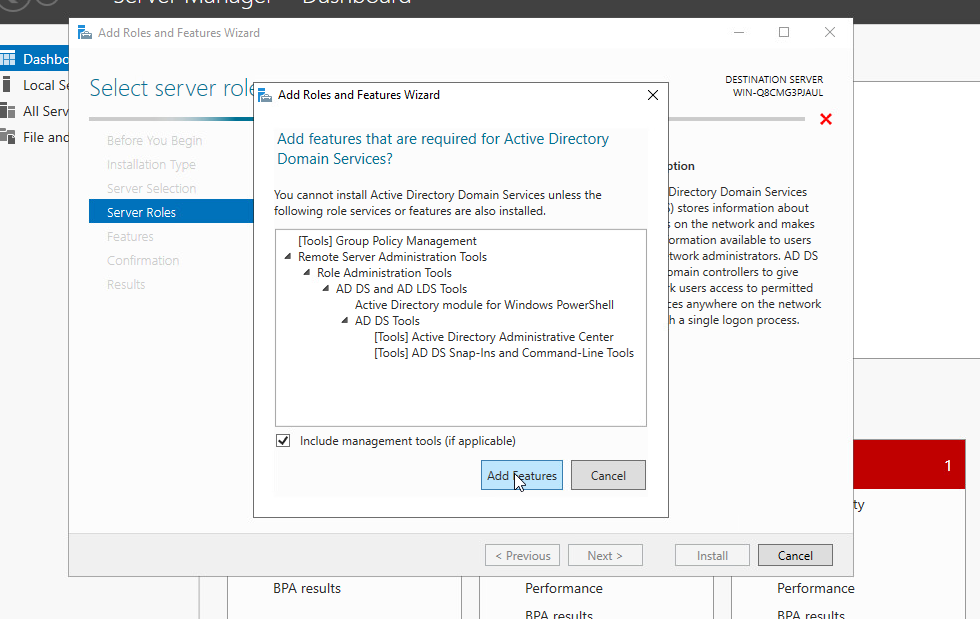 Server Manager Dashboard
Add Roles and Features Wizard
Dashbo
Local Se
All Serv
File and
Select server role
DESTINATION SERVER
WIN-Q8CMG3PJAUL
Before You Begin
Installation Type
Server Selection
Server Roles
Features
Confirmation
Results
Add Roles and Features Wizard
Add features that are required for Active Directory
Domain Services?
You cannot install Active Directory Domain Services unless the
following role services or features are also installed.
[Tools] Group Policy Management
Remote Server Administration Tools
Role Administration Tools
AD DS and AD LDS Tools
Active Directory module for Windows PowerShell
AD DS Tools
[Tools] Active Directory Administrative Center
[Tools] AD DS Snap-Ins and Command-Line Tools
Include management tools (if applicable)
Add Features
Cancel
ption
Directory Domain Services
) stores information about
on the network and makes
ormation available to users
twork administrators. AD DS
omain controllers to give
k users access to permitted
ces anywhere on the network
h a single logon process.
1
ty
< Previous
Next >
Install
Cancel
BPA results
Performance
BPA results
Performance
BPA results